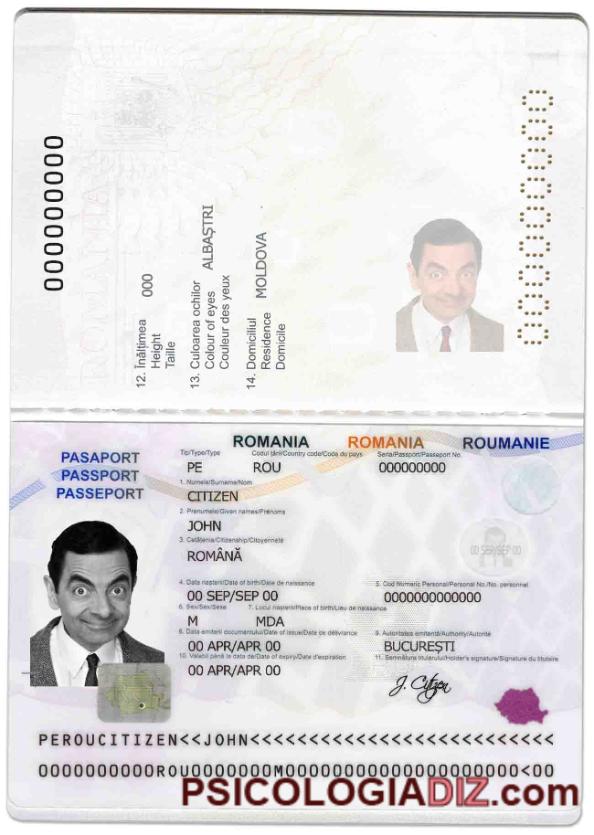 000000000
000000000
12. Înălţimea 000
Height
Taille
13. Culoarea ochilor ALBAŞTRI
Colour of eyes
Couleur des yeux
14. Domiciliul MOLDOVA
Residence
Domicile
ROMANIA ROMANIA ROUMANIE
PASAPORT
PASSPORT
PASSEPORT
Tip/Type/Type Codul ţării/Country code/Code du pays Seria/Passport/Passeport No.
PE ROU 000000000
1. Numele/Surname/Nom
CITIZEN
2. Prenumele/Given names/Prénoms
JOHN
3. Cetăţenia/Citizenship/Citoyenneté
ROMÂNĂ
4. Data naşterii/Date of birth/Date de naissance 5. Cod Numeric Personal/Personal No./No. personnel
00 SEP/SEP 00 0000000000000
00 SEP/SEP 00
6. Sex/Sex/Sexe 7. Locul naşterii/Place of birth/Lieu de naissance
M MDA
8. Data emiterii documentului/Date of issue/Date de délivrance 9. Autoritatea emitentă/Authority/Autorité
00 APR/APR 00 BUCUREŞTI
10. Valabil până la data de/Date of expiry/Date d'expiration 11. Semnătura titularului/Holder's signature/Signature du titulaire
00 APR/APR 00
J. Citizen
PEROUCITIZEN<<JOHN<<<<<<<<<<<<<<<<<<<<<<<<<<
0000000000ROU0000000M0000000000000000000000<00
PSICOLOGIADIZ.com